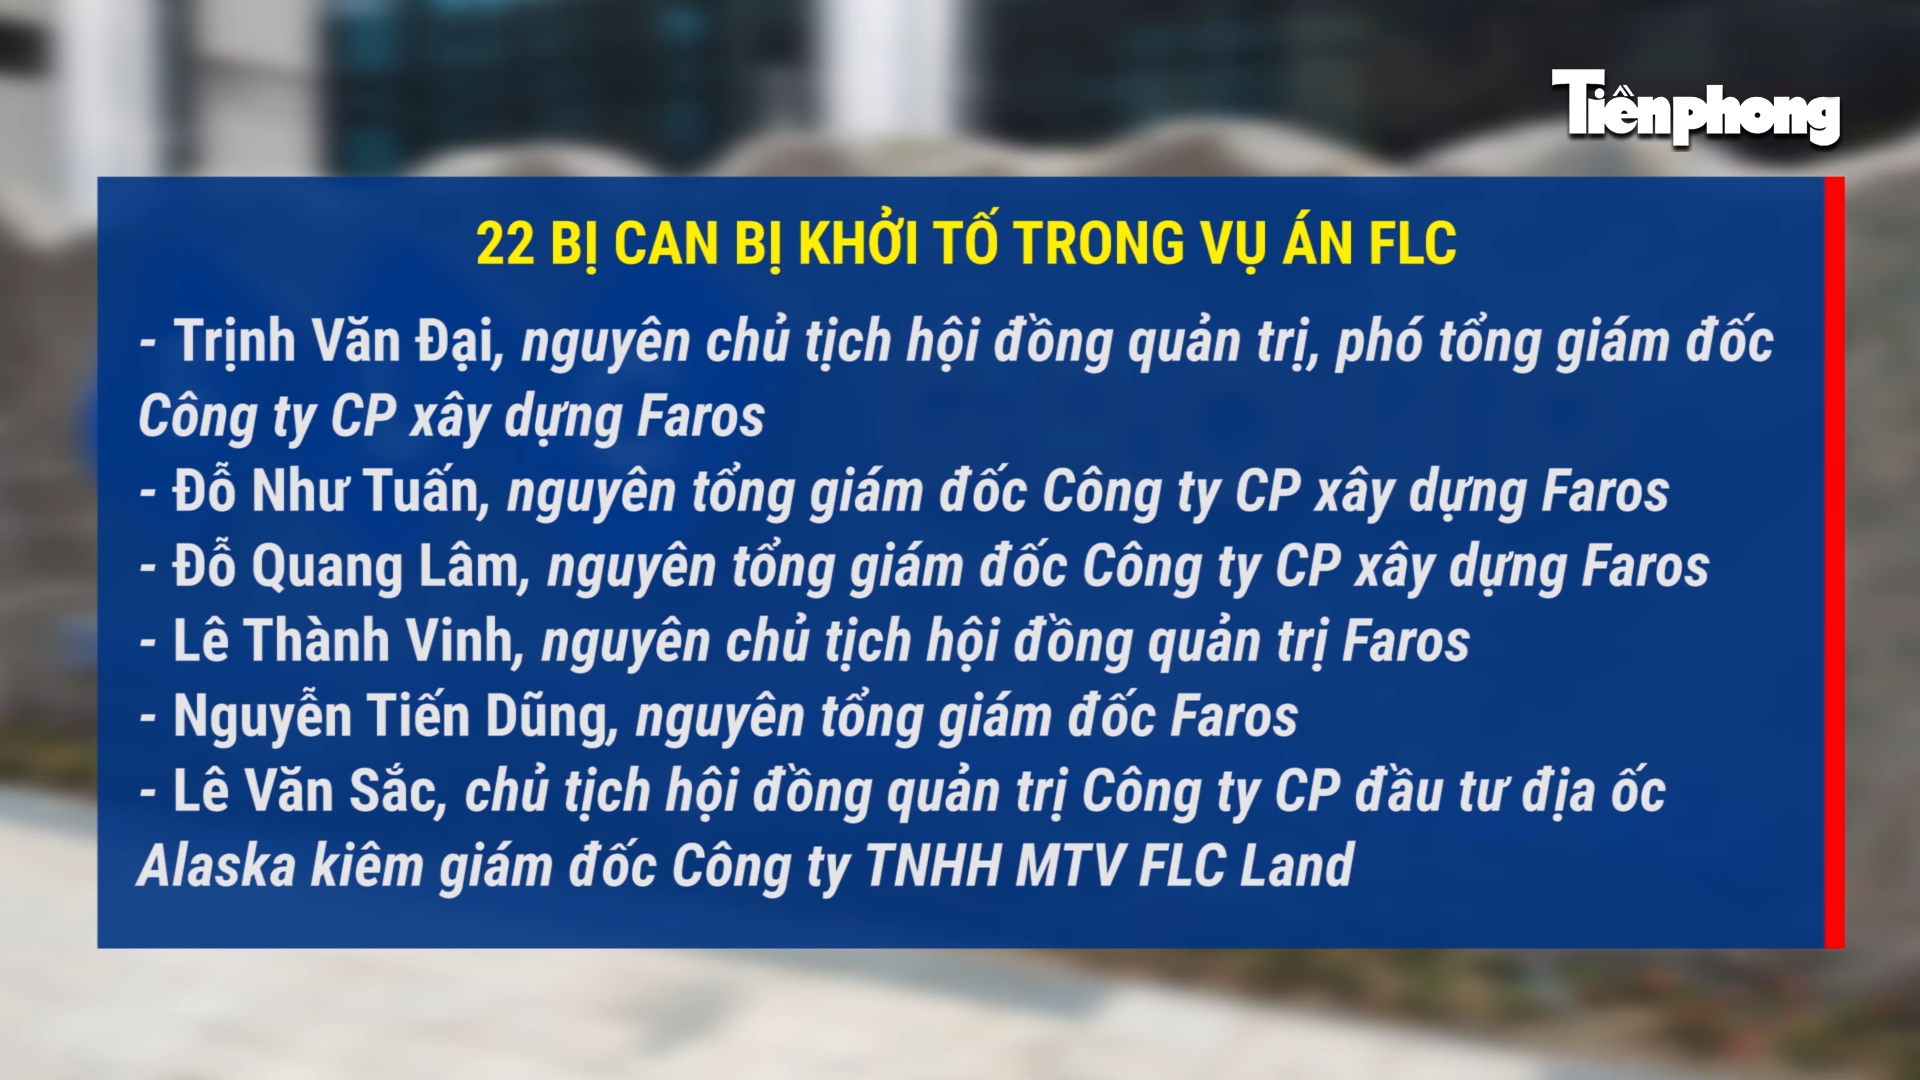 Tiềnphong
22 BỊ CAN BỊ KHỞI TỐ TRONG VỤ ÁN FLC
- Trịnh Văn Đại, nguyên chủ tịch hội đồng quản trị, phó tổng giám đốc
Công ty CP xây dựng Faros
- Đỗ Như Tuấn, nguyên tổng giám đốc Công ty CP xây dựng Faros
- Đỗ Quang Lâm, nguyên tổng giám đốc Công ty CP xây dựng Faros
- Lê Thành Vinh, nguyên chủ tịch hội đồng quản trị Faros
- Nguyễn Tiến Dũng, nguyên tổng giám đốc Faros
- Lê Văn Sắc, chủ tịch hội đồng quản trị Công ty CP đầu tư địa ốc
Alaska kiêm giám đốc Công ty TNHH MTV FLC Land